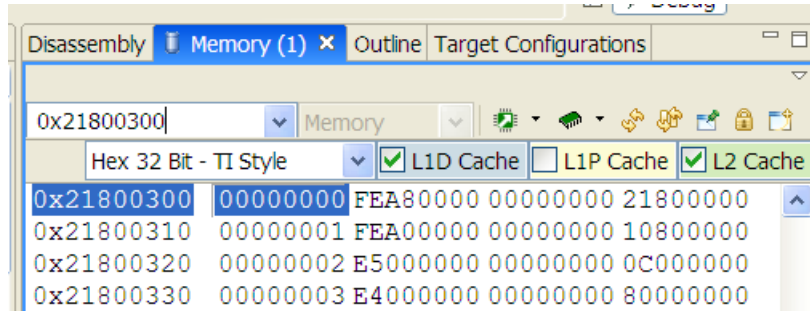 Debug
Disassembly Memory (1) Outline Target Configurations
0x21800300 Memory
Hex 32 Bit - TI Style L1D Cache L1P Cache L2 Cache
0x21800300 00000000 FEA80000 00000000 21800000
0x21800310 00000001 FEA00000 00000000 10800000
0x21800320 00000002 E5000000 00000000 0C000000
0x21800330 00000003 E4000000 00000000 80000000